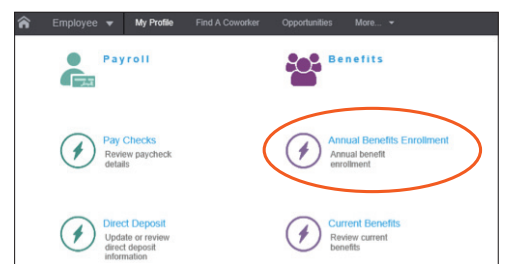 Employee My Profile Find A Coworker Opportunities More...
Payroll
Benefits
Pay Checks
Review paycheck
details
Annual Benefits Enrollment
Annual benefit
enrollment
Direct Deposit
Update or review
direct deposit
information
Current Benefits
Review current
benefits